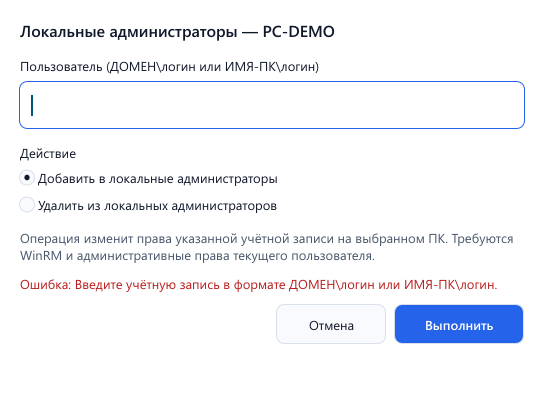 Локальные администраторы — PC-DEMO
Пользователь (ДОМЕН\логин или ИМЯ-ПК\логин)
Действие
Добавить в локальные администраторы
Удалить из локальных администраторов
Операция изменит права указанной учётной записи на выбранном ПК. Требуются
WinRM и административные права текущего пользователя.
Ошибка: Введите учётную запись в формате ДОМЕН\логин или ИМЯ-ПК\логин.
Отмена
Выполнить